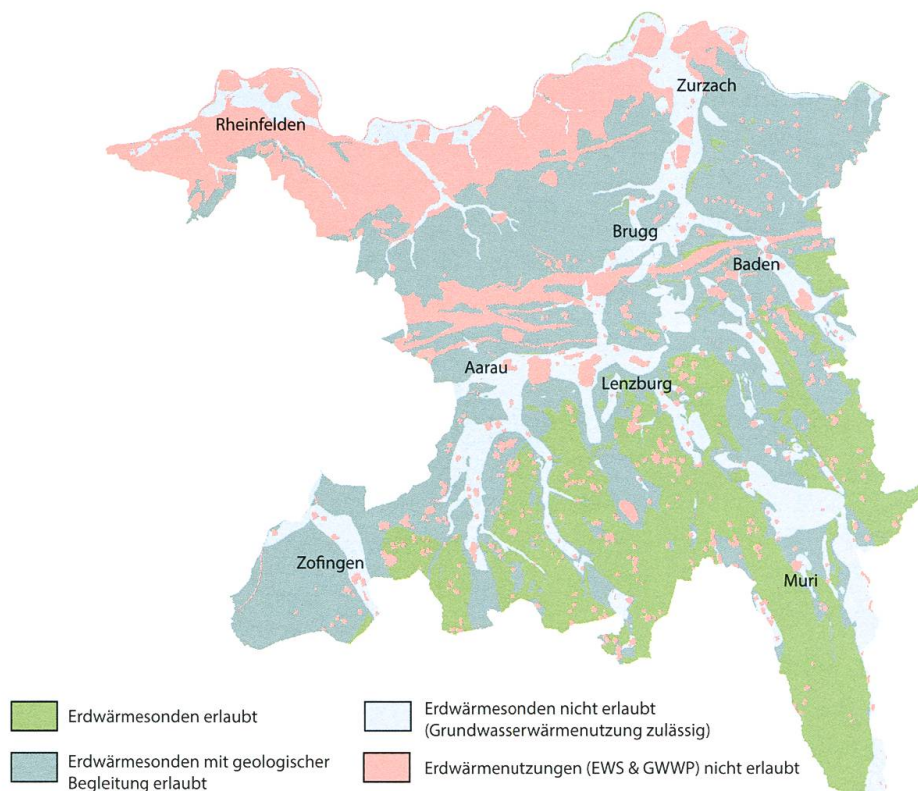 Zurzach
Rheinfelden
Brugg
Baden
Aarau
Lenzburg
Zofingen
Muri
Erdwärmesonden erlaubt
Erdwärmesonden mit geologischer
Begleitung erlaubt
Erdwärmesonden nicht erlaubt
(Grundwasserwärmenutzung zulässig)
Erdwärmenutzungen (EWS & GWWP) nicht erlaubt